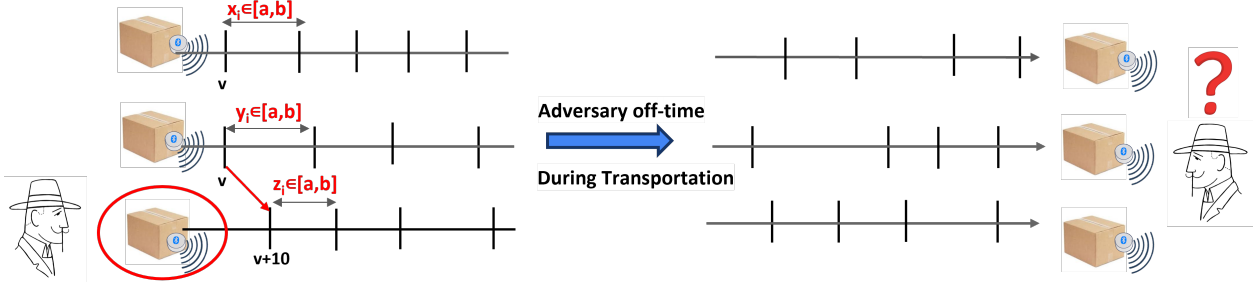 xᵢ∈[a,b]
v
yᵢ∈[a,b]
v
zᵢ∈[a,b]
v+10
Adversary off-time
During Transportation
?